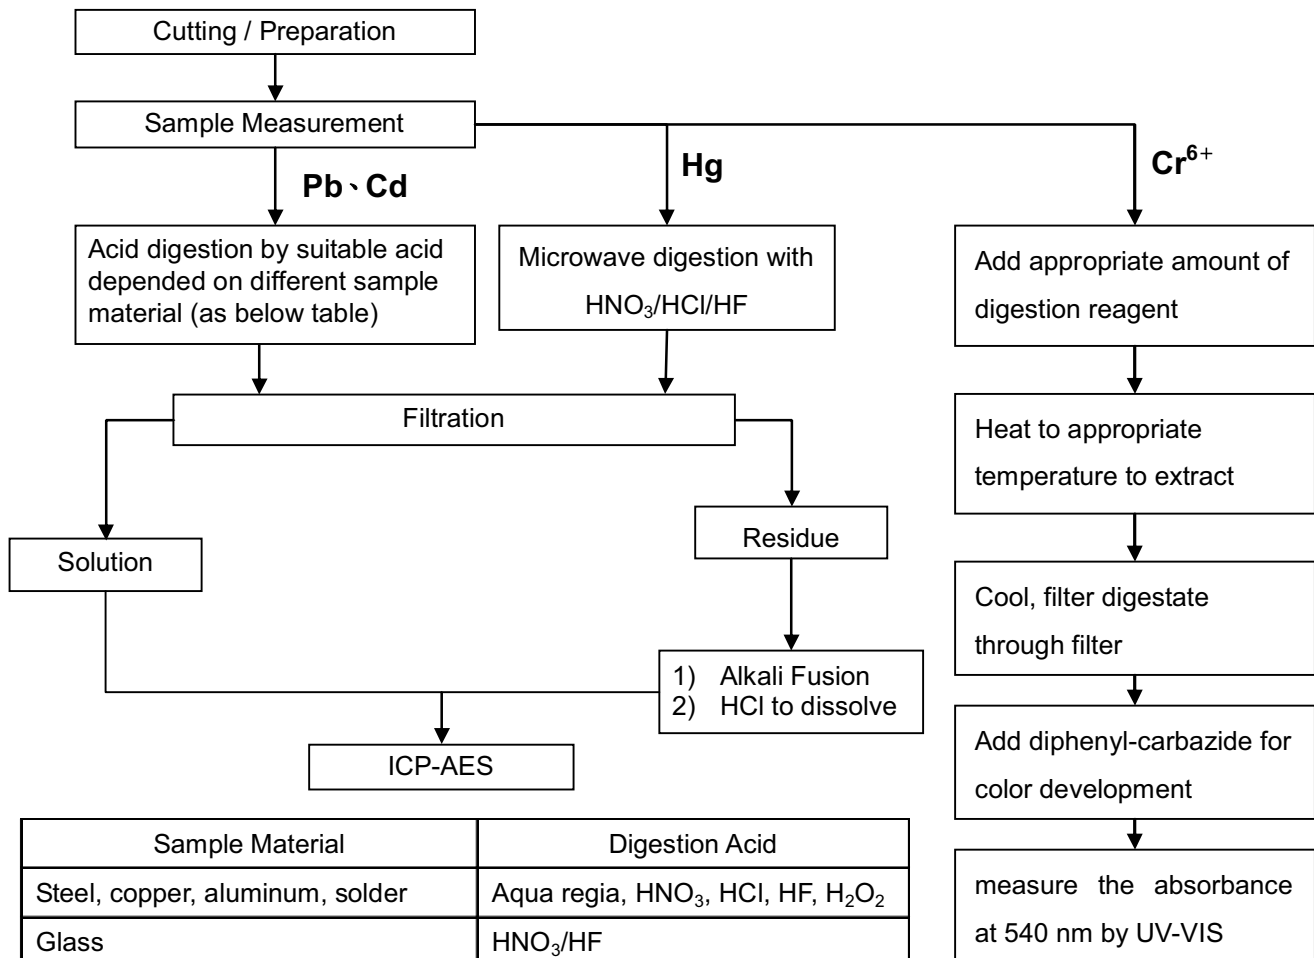 Cutting / Preparation
Sample Measurement
Pb、Cd
Hg
Cr⁶⁺
Acid digestion by suitable acid
depended on different sample
material (as below table)
Microwave digestion with
HNO₃/HCl/HF
Add appropriate amount of
digestion reagent
Filtration
Heat to appropriate
temperature to extract
Solution
Residue
Cool, filter digestate
through filter
1) Alkali Fusion
2) HCl to dissolve
ICP-AES
Add diphenyl-carbazide for
color development
Sample Material Digestion Acid
Steel, copper, aluminum, solder Aqua regia, HNO₃, HCl, HF, H₂O₂
Glass HNO₃/HF
measure the absorbance
at 540 nm by UV-VIS